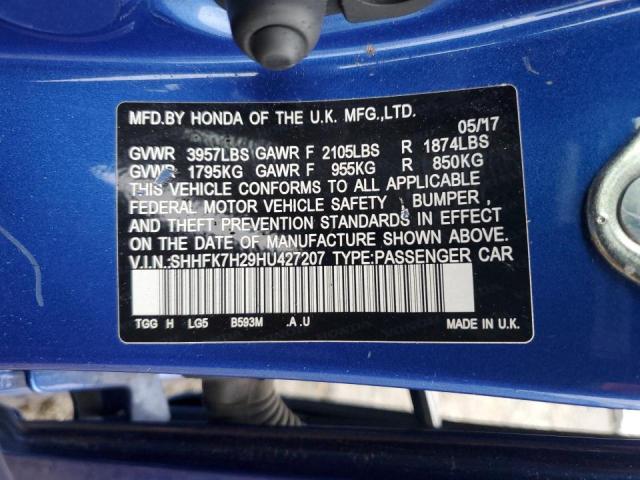 MFD.BY HONDA OF THE U.K. MFG.,LTD.
05/17
GVWR 3957LBS GAWR F 2105LBS R 1874LBS
GVWR 1795KG GAWR F 955KG R 850KG
THIS VEHICLE CONFORMS TO ALL APPLICABLE
FEDERAL MOTOR VEHICLE SAFETY , BUMPER ,
AND THEFT PREVENTION STANDARDS IN EFFECT
ON THE DATE OF MANUFACTURE SHOWN ABOVE.
V.I.N.:SHHFK7H29HU427207 TYPE:PASSENGER CAR
TGG H LG5 B593M .A .U MADE IN U.K.